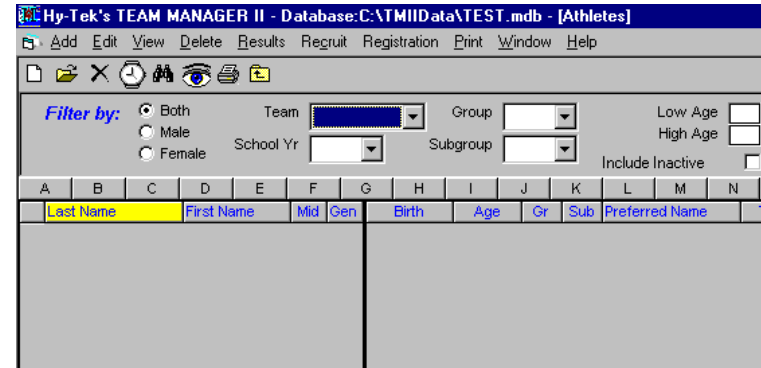 Hy-Tek's TEAM MANAGER II - Database:C:\TMIIData\TEST.mdb - [Athletes]
Add Edit View Delete Results Recruit Registration Print Window Help
Filter by: Both Team Group Low Age
Male High Age
Female School Yr Subgroup Include Inactive
A B C D E F G H I J K L M N
Last Name First Name Mid Gen Birth Age Gr Sub Preferred Name